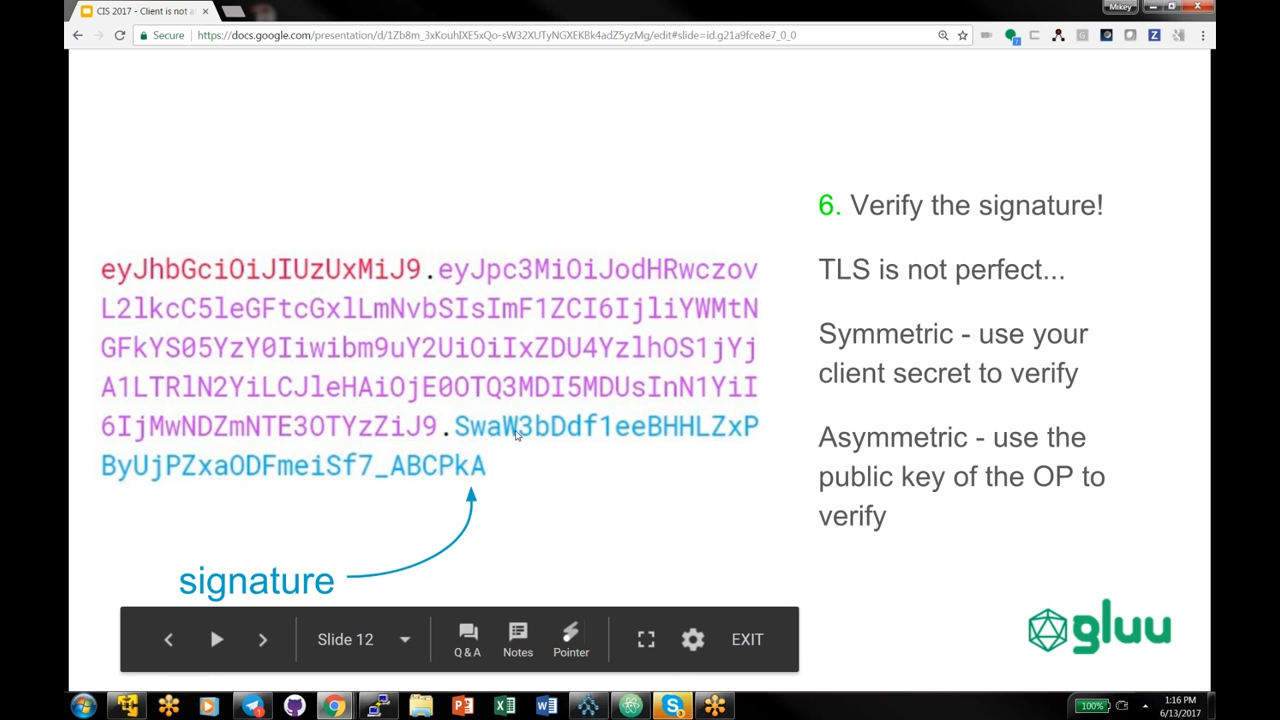 CIS 2017 - Client is not a
Mikey
Secure
https://docs.google.com/presentation/d/1Zb8m_3xKouhlXE5xQo-sW32XUTyNGXEKBk4adZ5yzMg/edit#slide=id.g21a9fce8e7_0_0
6. Verify the signature!
TLS is not perfect...
Symmetric - use your
client secret to verify
Asymmetric - use the
public key of the OP to
verify
eyJhbGciOiJIUzUxMiJ9.eyJpc3MiOiJodHRwczov
L2lkcC5leGFtcGxlLmNvbSIsImF1ZCI6IjliYWMtN
GFkYS05YzY0Iiwibm9uY2UiOiIxZDU4YzlhOS1jYj
A1LTRlN2YiLCJleHAiOjE0OTQ3MDI5MDUsInN1YiI
6IjMwNDZmNTE3OTYzZiJ9.SwaW3bDdf1eeBHHLZxP
ByUjPZxaODFmeiSf7_ABCPkA
signature
Slide 12
Q & A
Notes
Pointer
EXIT
gluu
100%
1:16 PM
6/13/2017